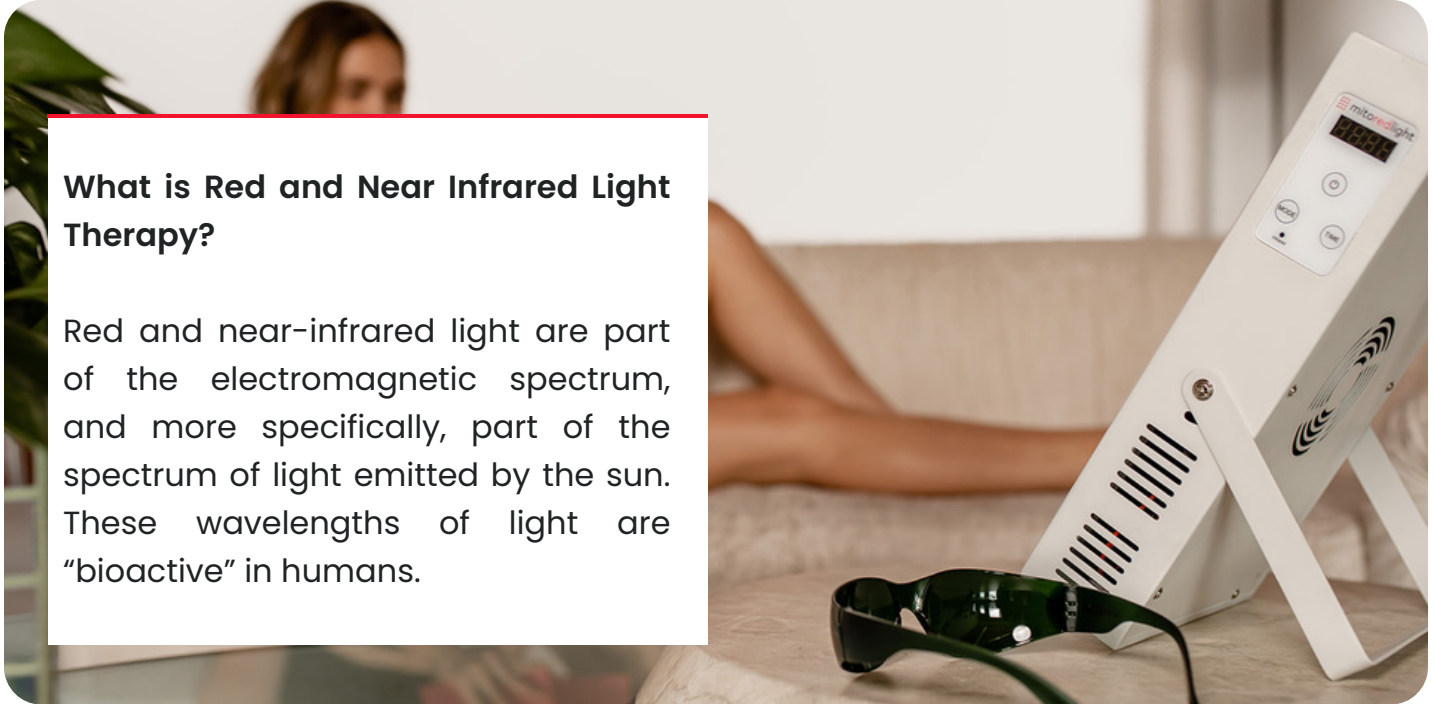 What is Red and Near Infrared Light
Therapy?
Red and near-infrared light are part
of the electromagnetic spectrum,
and more specifically, part of the
spectrum of light emitted by the sun.
These wavelengths of light are
“bioactive” in humans.
mitoredlight
MODE
TIME